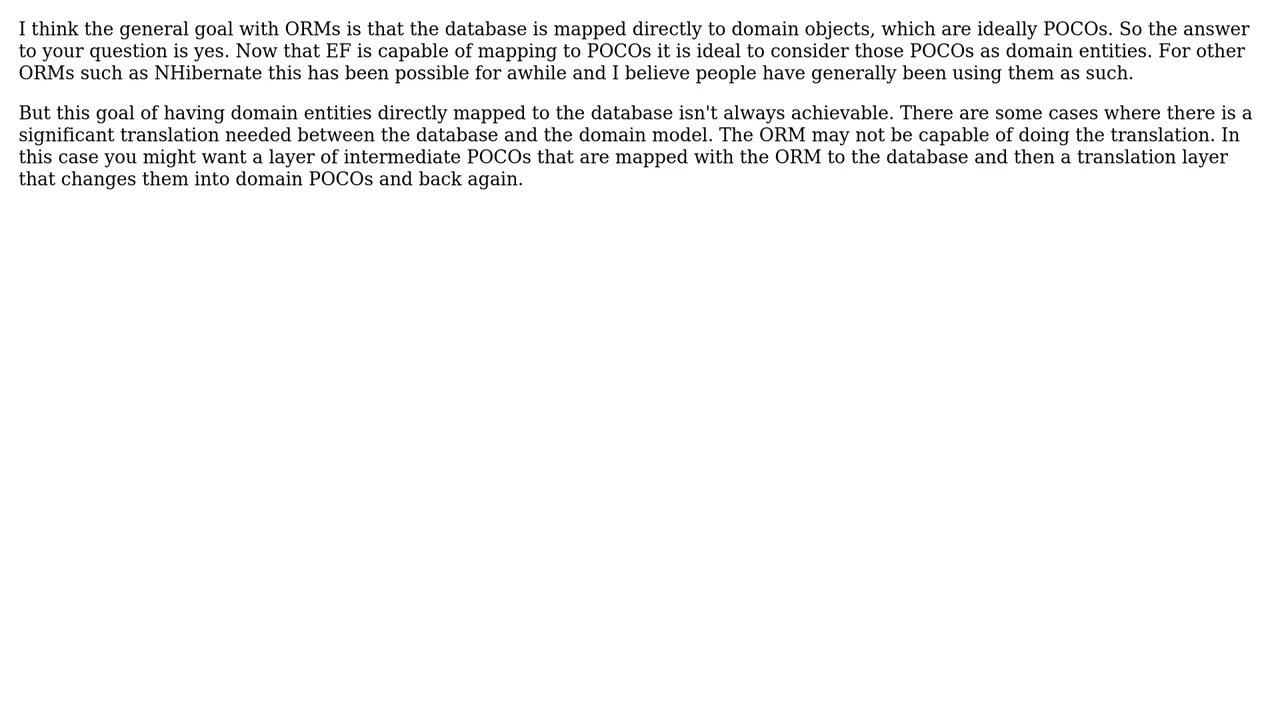 I think the general goal with ORMs is that the database is mapped directly to domain objects, which are ideally POCOs. So the answer
to your question is yes. Now that EF is capable of mapping to POCOs it is ideal to consider those POCOs as domain entities. For other
ORMs such as NHibernate this has been possible for awhile and I believe people have generally been using them as such.
But this goal of having domain entities directly mapped to the database isn't always achievable. There are some cases where there is a
significant translation needed between the database and the domain model. The ORM may not be capable of doing the translation. In
this case you might want a layer of intermediate POCOs that are mapped with the ORM to the database and then a translation layer
that changes them into domain POCOs and back again.